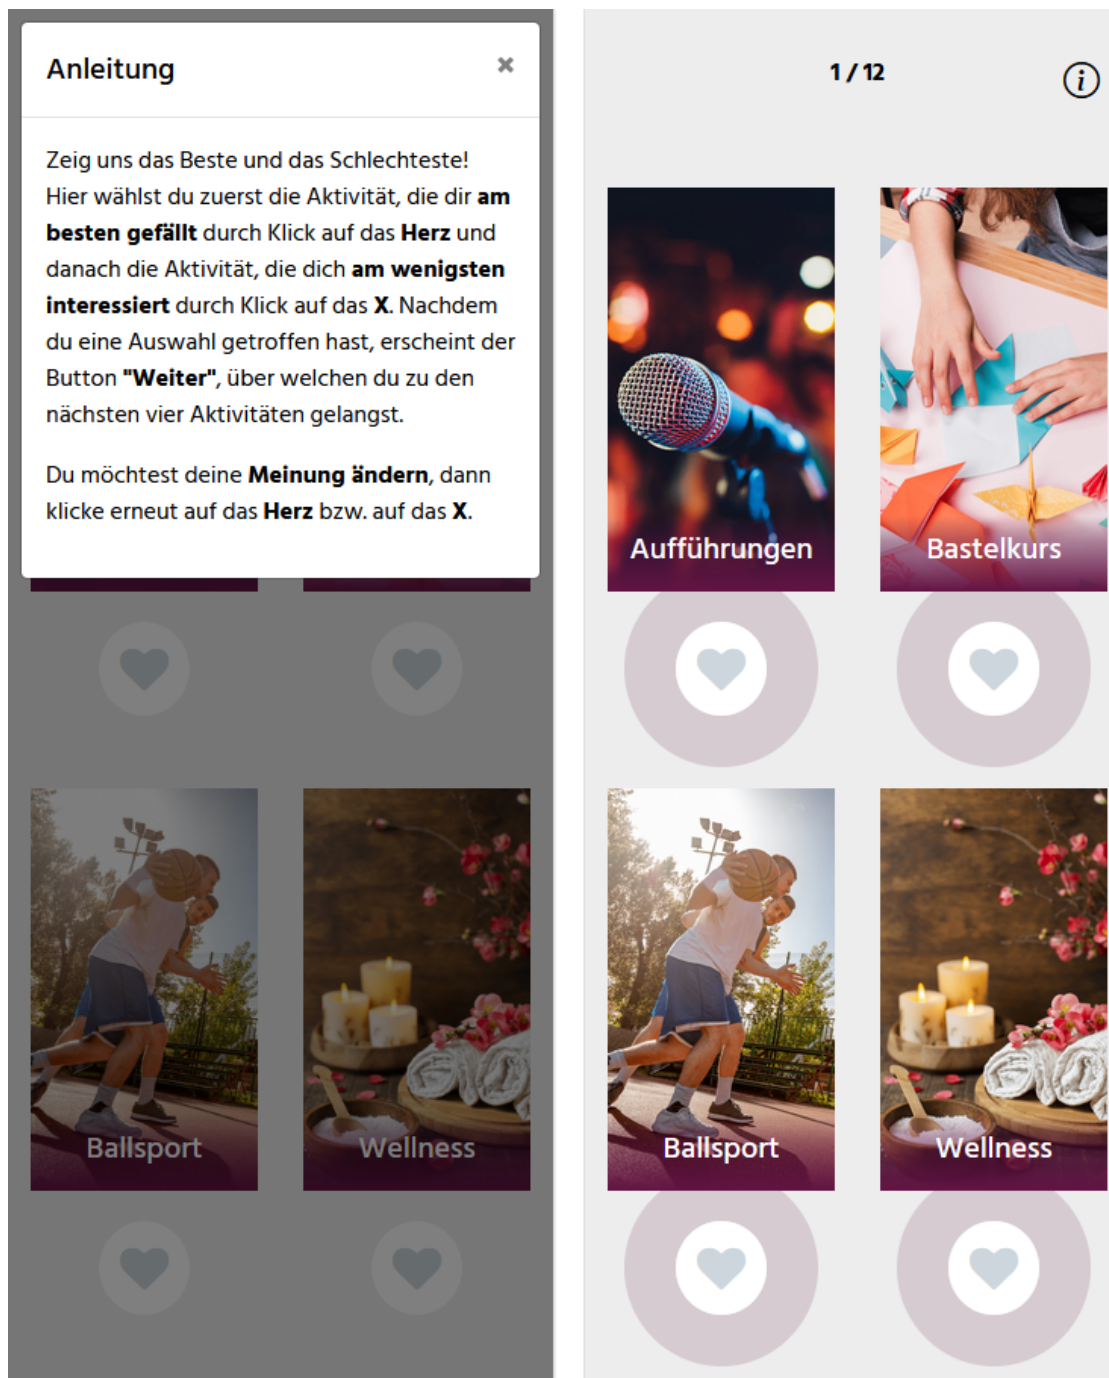 Anleitung ×
Zeig uns das Beste und das Schlechteste!
Hier wählst du zuerst die Aktivität, die dir am
besten gefällt durch Klick auf das Herz und
danach die Aktivität, die dich am wenigsten
interessiert durch Klick auf das X. Nachdem
du eine Auswahl getroffen hast, erscheint der
Button "Weiter", über welchen du zu den
nächsten vier Aktivitäten gelangst.
Du möchtest deine Meinung ändern, dann
klicke erneut auf das Herz bzw. auf das X.
Ballsport
Wellness
1 / 12
i
Aufführungen
Bastelkurs
Ballsport
Wellness